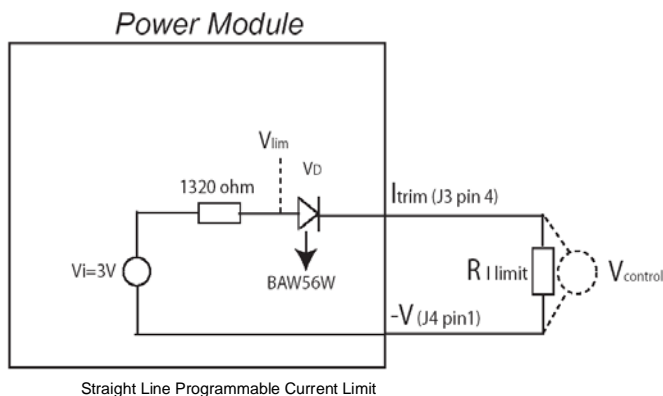 Power Module
Vlim
VD
1320 ohm
Itrim (J3 pin 4)
Vi=3V
BAW56W
R I limit
Vcontrol
-V (J4 pin1)
Straight Line Programmable Current Limit